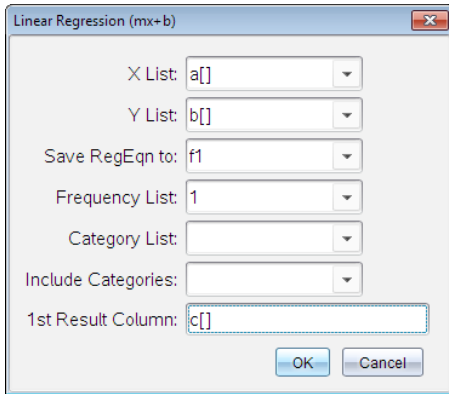 Linear Regression (mx+b)
X List: a[]
Y List: b[]
Save RegEqn to: f1
Frequency List: 1
Category List:
Include Categories:
1st Result Column: c[]
OK Cancel